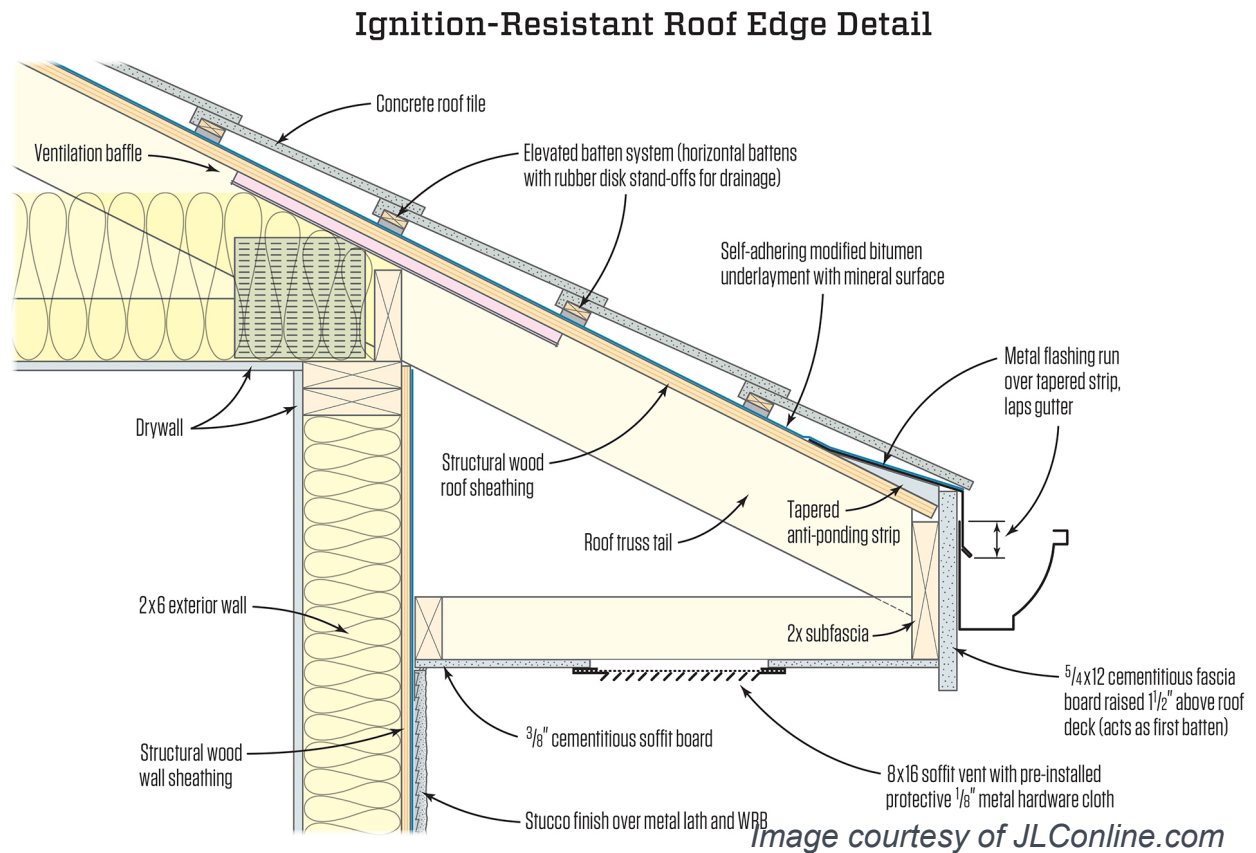 Ignition-Resistant Roof Edge Detail
Concrete roof tile
Ventilation baffle
Elevated batten system (horizontal battens
with rubber disk stand-offs for drainage)
Self-adhering modified bitumen
underlayment with mineral surface
Metal flashing run
over tapered strip,
laps gutter
Drywall
Structural wood
roof sheathing
Tapered
anti-ponding strip
Roof truss tail
2x6 exterior wall
2x subfascia
5/4x12 cementitious fascia
board raised 1 1/2" above roof
deck (acts as first batten)
3/8" cementitious soffit board
Structural wood
wall sheathing
8x16 soffit vent with pre-installed
protective 1/8" metal hardware cloth
Stucco finish over metal lath and WRB
Image courtesy of JLConline.com